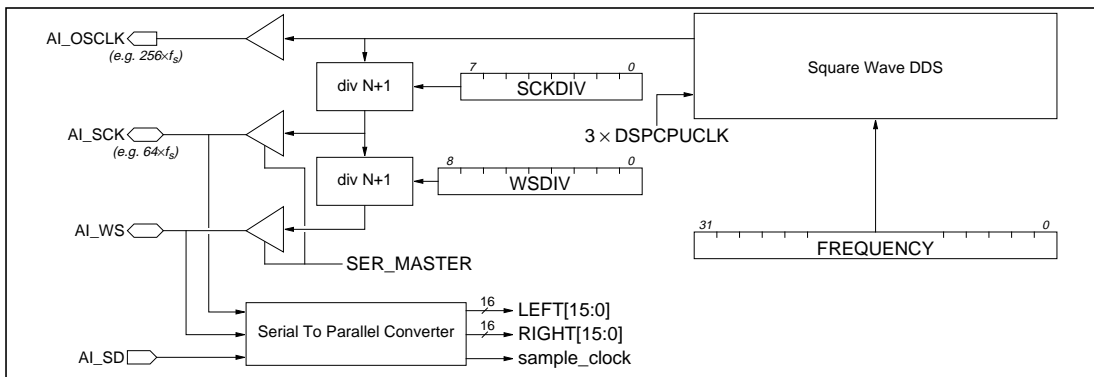 AI_OSCLK
(e.g. 256×fs)
Square Wave DDS
7 0
div N+1
SCKDIV
3 × DSPCPUCLK
AI_SCK
(e.g. 64×fs)
8 0
div N+1
WSDIV
AI_WS
31 0
FREQUENCY
SER_MASTER
16
LEFT[15:0]
Serial To Parallel Converter
16
RIGHT[15:0]
AI_SD
sample_clock